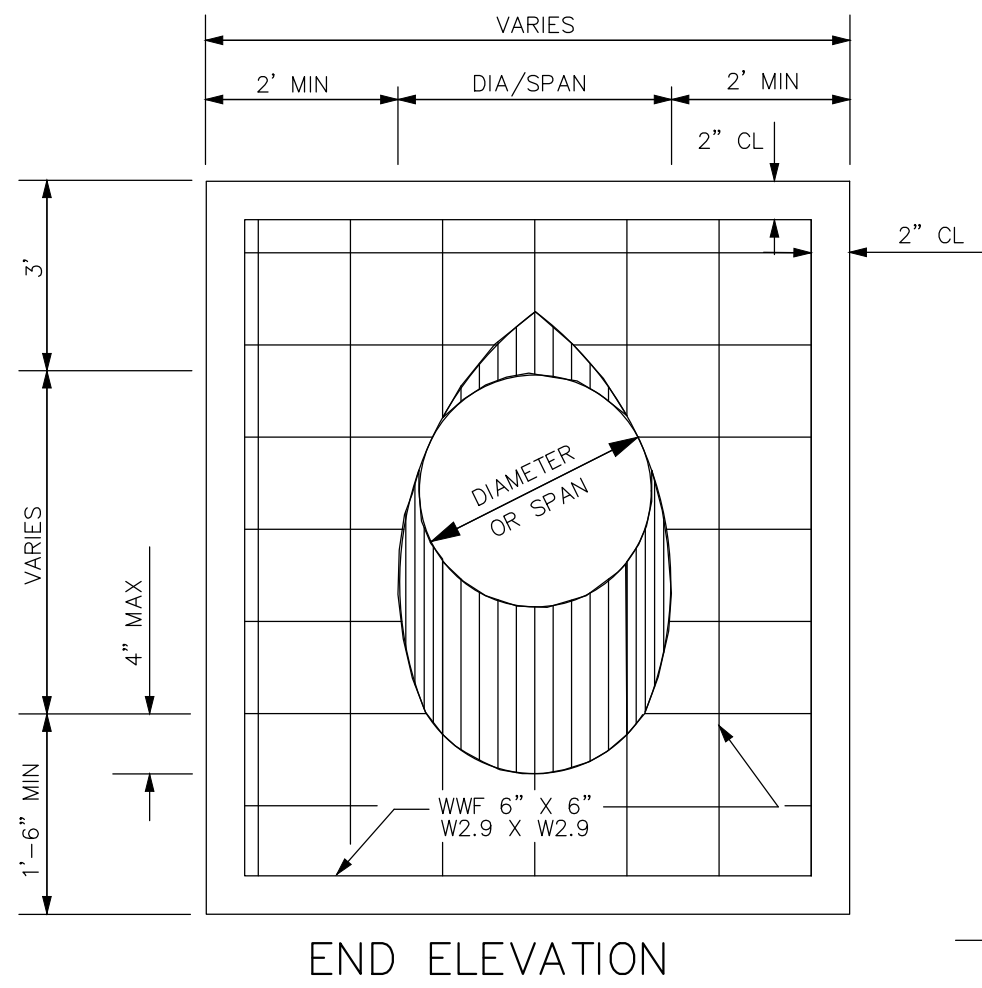 VARIES
2' MIN
DIA/SPAN
2' MIN
2" CL
2" CL
3'
DIAMETER
OR SPAN
VARIES
4" MAX
1'-6" MIN
WWF 6" X 6"
W2.9 X W2.9
END ELEVATION